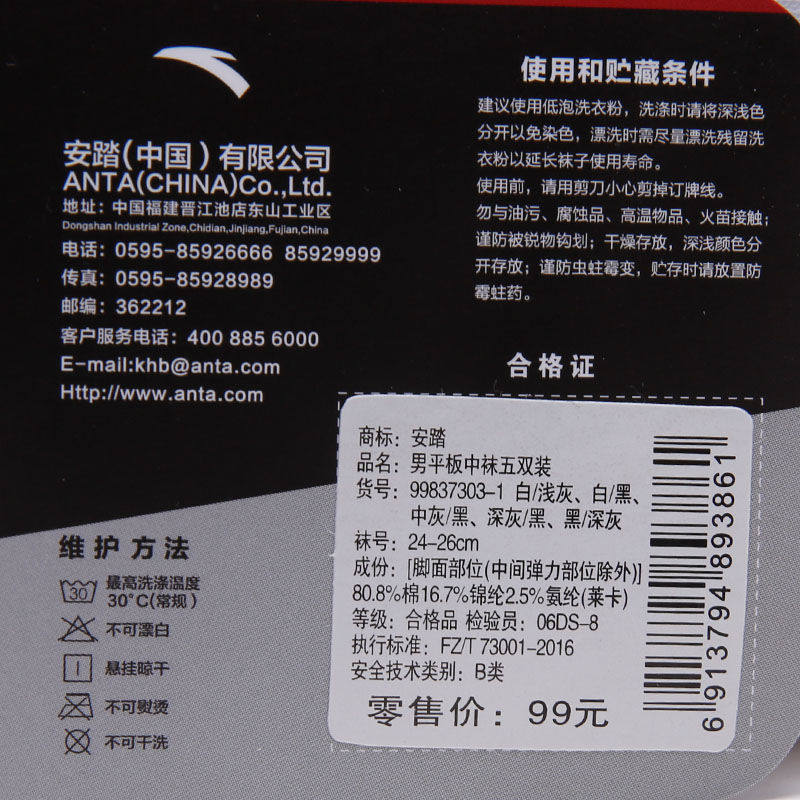 安踏(中国)有限公司
ANTA(CHINA)Co.,Ltd.
地址：中国福建晋江池店东山工业区
Dongshan Industrial Zone,Chidian,Jinjiang,Fujian,China
电话：0595-85926666 85929999
传真：0595-85928989
邮编：362212
客户服务电话：400 885 6000
E-mail:khb@anta.com
Http://www.anta.com
维护方法
30
最高洗涤温度
30°C(常规)
不可漂白
悬挂晾干
不可熨烫
不可干洗
使用和贮藏条件
建议使用低泡洗衣粉，洗涤时请将深浅色
分开以免染色，漂洗时需尽量漂洗残留洗
衣粉以延长袜子使用寿命。
使用前，请用剪刀小心剪掉订牌线。
勿与油污、腐蚀品、高温物品、火苗接触；
谨防被锐物钩划；干燥存放，深浅颜色分
开存放；谨防虫蛀霉变，贮存时请放置防
霉蛀药。
合格证
商标：安踏
品名：男平板中袜五双装
货号：99837303-1 白/浅灰、白/黑、
中灰/黑、深灰/黑、黑/深灰
袜号：24-26cm
成份：[脚面部位(中间弹力部位除外)]
80.8%棉16.7%锦纶2.5%氨纶(莱卡)
等级：合格品 检验员：06DS-8
执行标准：FZ/T 73001-2016
安全技术类别：B类
零售价：99元
6 913794 893861